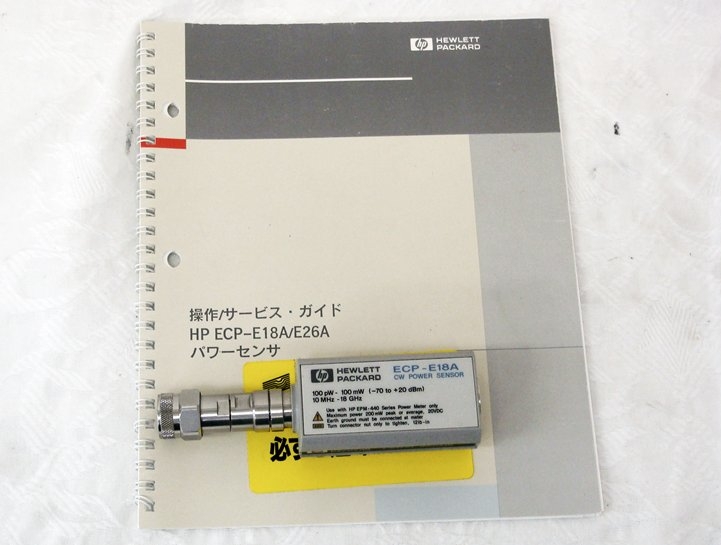 hp HEWLETT
PACKARD
操作/サービス・ガイド
HP ECP-E18A/E26A
パワーセンサ
hp HEWLETT
PACKARD
ECP-E18A
CW POWER SENSOR
100 pW - 100 mW (-70 to +20 dBm)
10 MHz - 18 GHz
Use with HP EPM-440 Series Power Meter only
Maximum power 200 mW peak or average, 20VDC
Earth ground must be connected at meter
Turn connector nut only to tighten, 12lb-in
必ず